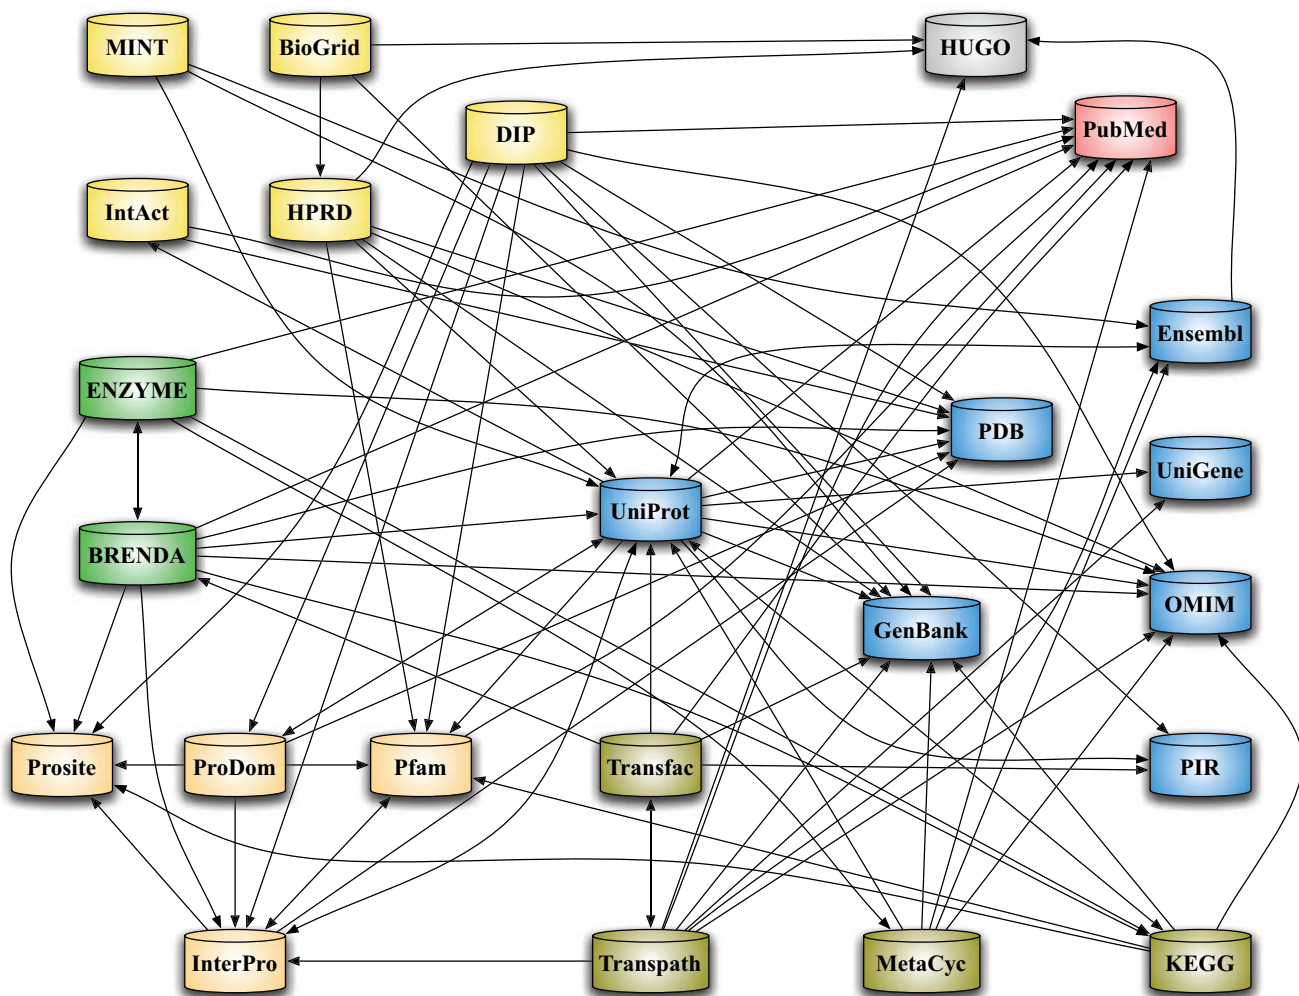 MINT
BioGrid
HUGO
DIP
PubMed
IntAct
HPRD
Ensembl
ENZYME
PDB
UniGene
UniProt
BRENDA
OMIM
GenBank
Prosite
ProDom
Pfam
Transfac
PIR
InterPro
Transpath
MetaCyc
KEGG